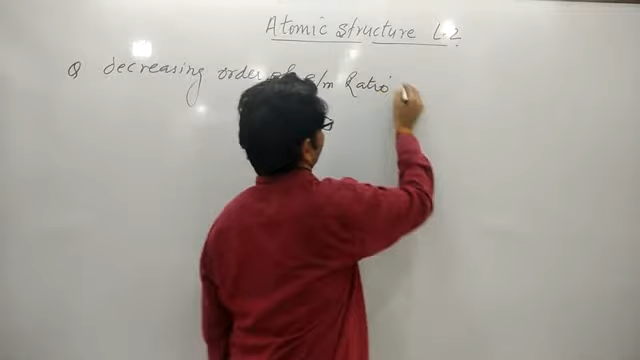 Atomic Structure L-2
Q decreasing order of e/m Ratio